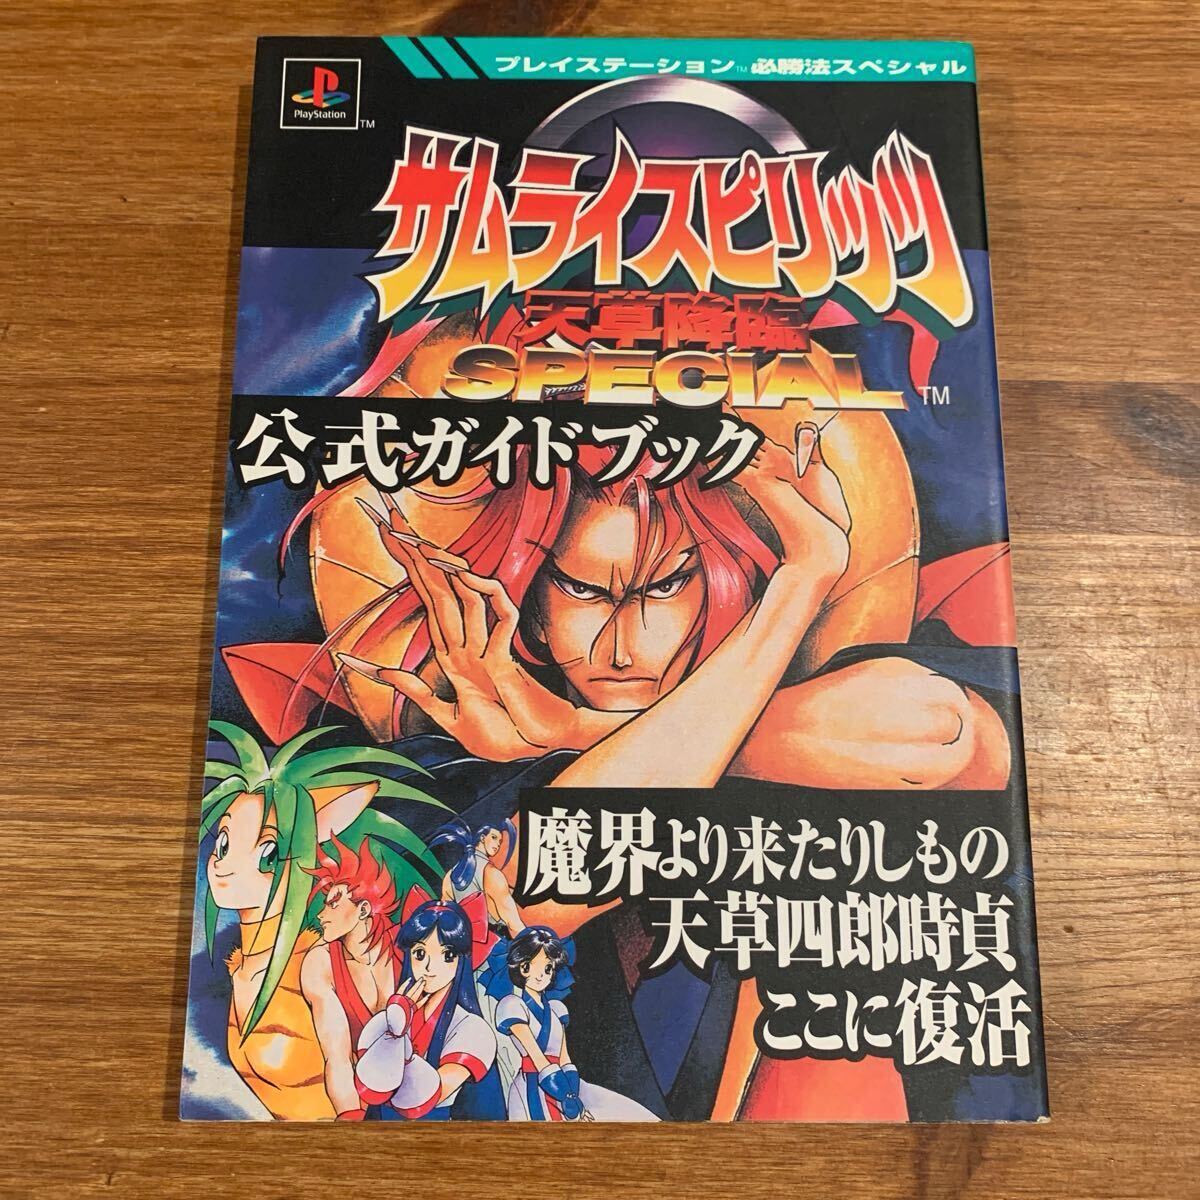 プレイステーション™必勝法スペシャル
PlayStation
™
サムライスピリッツ
天草降臨
SPECIAL™
公式ガイドブック
魔界より来たりしもの
天草四郎時貞
ここに復活